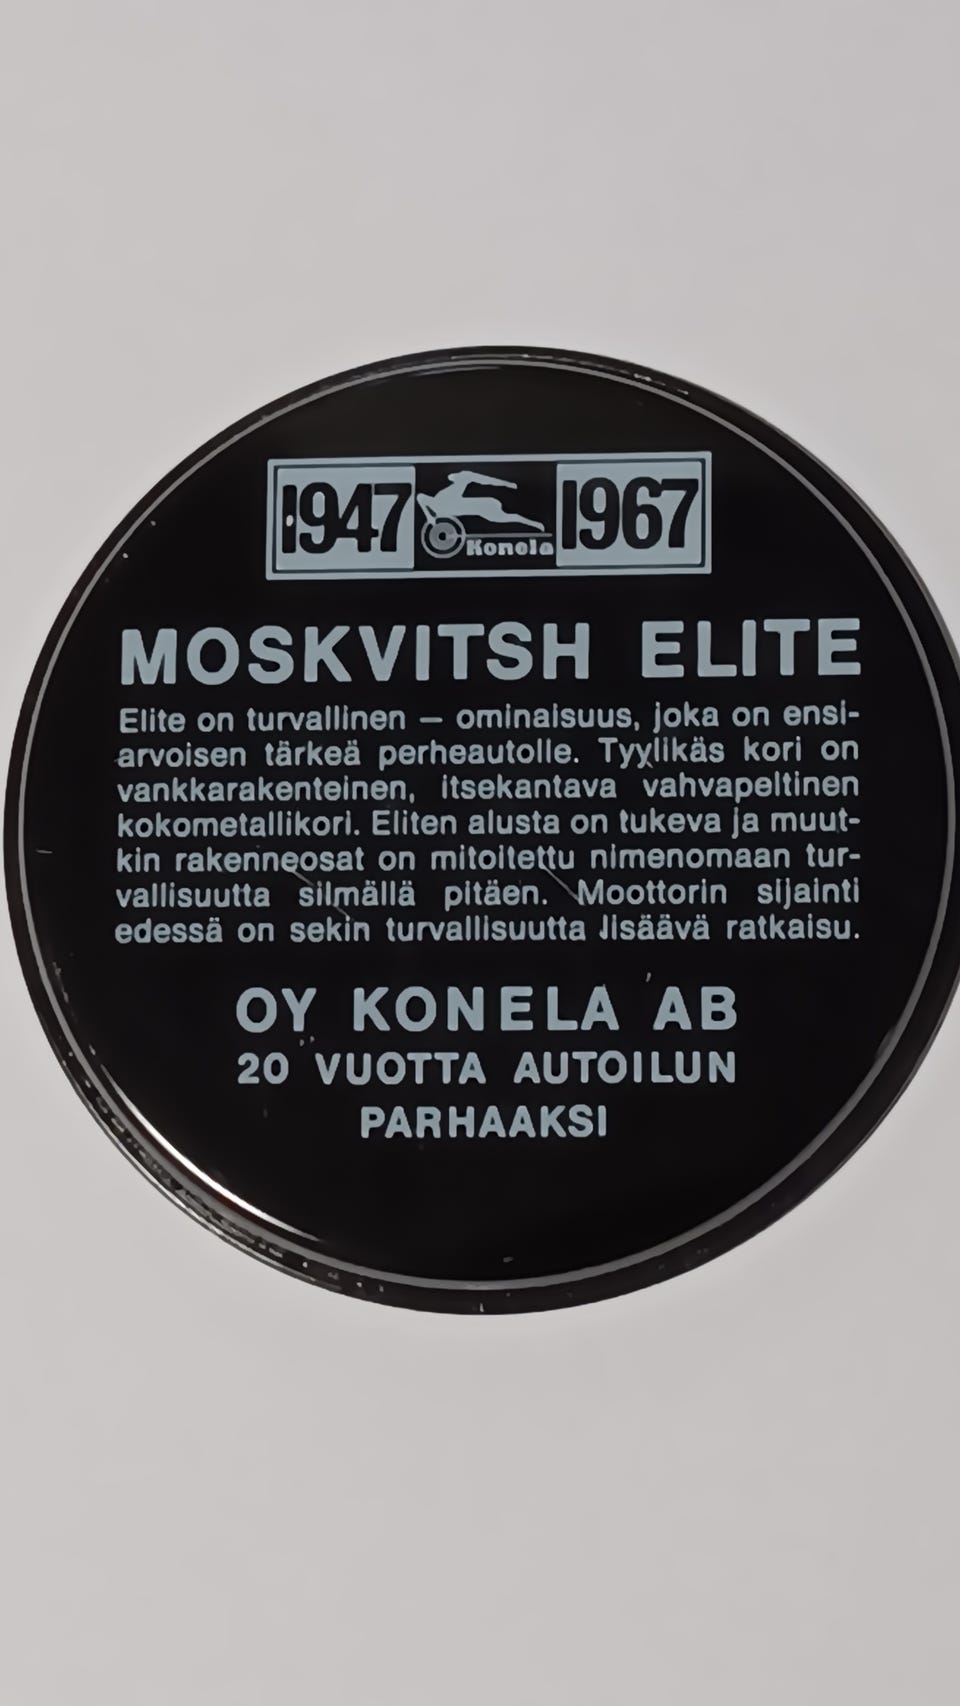 1947 Konela 1967
MOSKVITSH ELITE
Elite on turvallinen – ominaisuus, joka on ensi-
arvoisen tärkeä perheautolle. Tyylikäs kori on
vankkarakenteinen, itsekantava vahvapeltinen
kokometallikori. Eliten alusta on tukeva ja muut-
kin rakenneosat on mitoitettu nimenomaan tur-
vallisuutta silmällä pitäen. Moottorin sijainti
edessä on sekin turvallisuutta lisäävä ratkaisu.
OY KONELA AB
20 VUOTTA AUTOILUN
PARHAAKSI